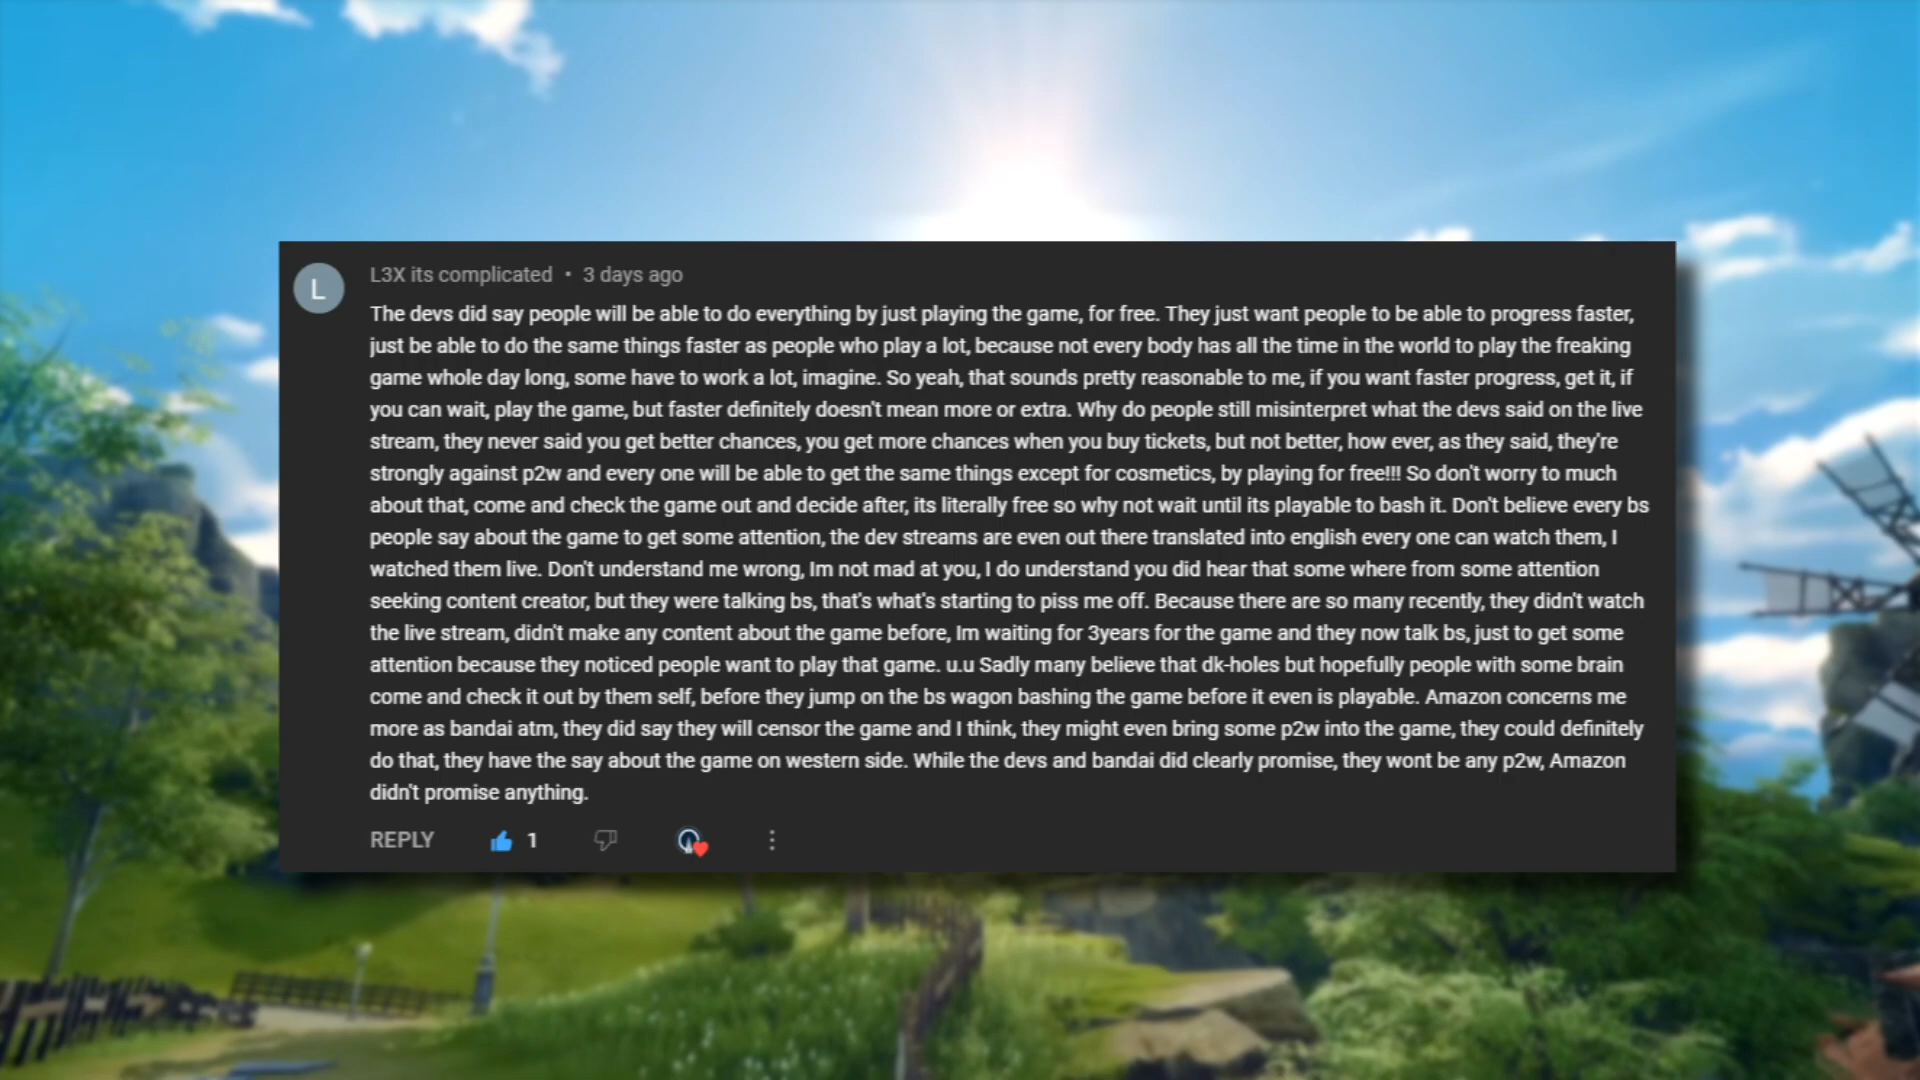 L
L3X its complicated • 3 days ago
The devs did say people will be able to do everything by just playing the game, for free. They just want people to be able to progress faster,
just be able to do the same things faster as people who play a lot, because not every body has all the time in the world to play the freaking
game whole day long, some have to work a lot, imagine. So yeah, that sounds pretty reasonable to me, if you want faster progress, get it, if
you can wait, play the game, but faster definitely doesn't mean more or extra. Why do people still misinterpret what the devs said on the live
stream, they never said you get better chances, you get more chances when you buy tickets, but not better, how ever, as they said, they're
strongly against p2w and every one will be able to get the same things except for cosmetics, by playing for free!!! So don't worry to much
about that, come and check the game out and decide after, its literally free so why not wait until its playable to bash it. Don't believe every bs
people say about the game to get some attention, the dev streams are even out there translated into english every one can watch them, I
watched them live. Don't understand me wrong, Im not mad at you, I do understand you did hear that some where from some attention
seeking content creator, but they were talking bs, that's what's starting to piss me off. Because there are so many recently, they didn't watch
the live stream, didn't make any content about the game before, Im waiting for 3years for the game and they now talk bs, just to get some
attention because they noticed people want to play that game. u.u Sadly many believe that dk-holes but hopefully people with some brain
come and check it out by them self, before they jump on the bs wagon bashing the game before it even is playable. Amazon concerns me
more as bandai atm, they did say they will censor the game and I think, they might even bring some p2w into the game, they could definitely
do that, they have the say about the game on western side. While the devs and bandai did clearly promise, they wont be any p2w, Amazon
didn't promise anything.
REPLY 1